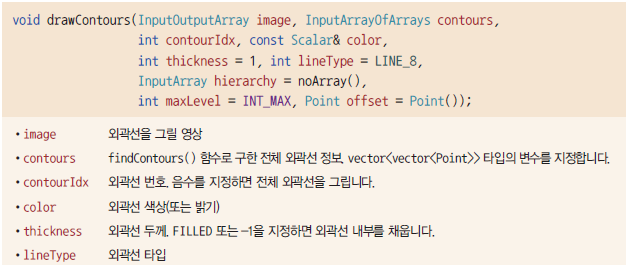 void drawContours(InputOutputArray image, InputArrayOfArrays contours,
int contourIdx, const Scalar& color,
int thickness = 1, int lineType = LINE_8,
InputArray hierarchy = noArray(),
int maxLevel = INT_MAX, Point offset = Point());
• image 외곽선을 그릴 영상
• contours findContours() 함수로 구한 전체 외곽선 정보. vector<vector<Point>> 타입의 변수를 지정합니다.
• contourIdx 외곽선 번호. 음수를 지정하면 전체 외곽선을 그립니다.
• color 외곽선 색상(또는 밝기)
• thickness 외곽선 두께. FILLED 또는 -1을 지정하면 외곽선 내부를 채웁니다.
• lineType 외곽선 타입